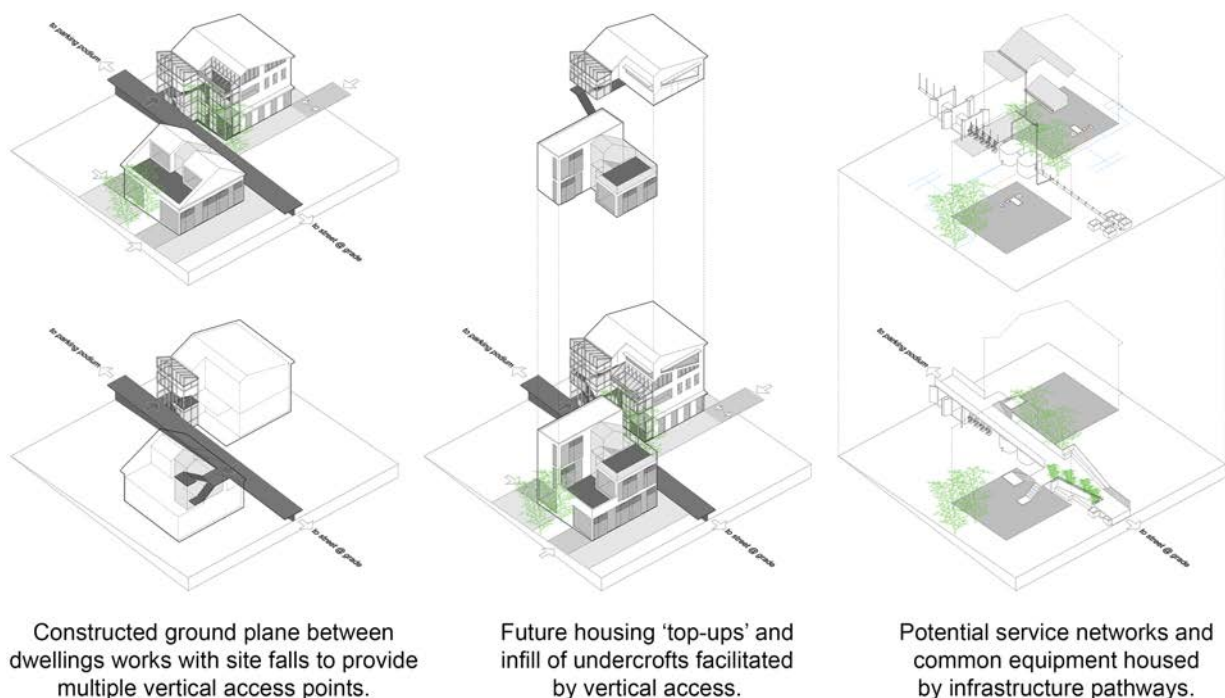 to parking podium
to street @ grade
to parking podium
to street @ grade
to parking podium
to street @ grade
to parking podium
to street @ grade
Constructed ground plane between
dwellings works with site falls to provide
multiple vertical access points.
Future housing ‘top-ups’ and
infill of undercrofts facilitated
by vertical access.
Potential service networks and
common equipment housed
by infrastructure pathways.